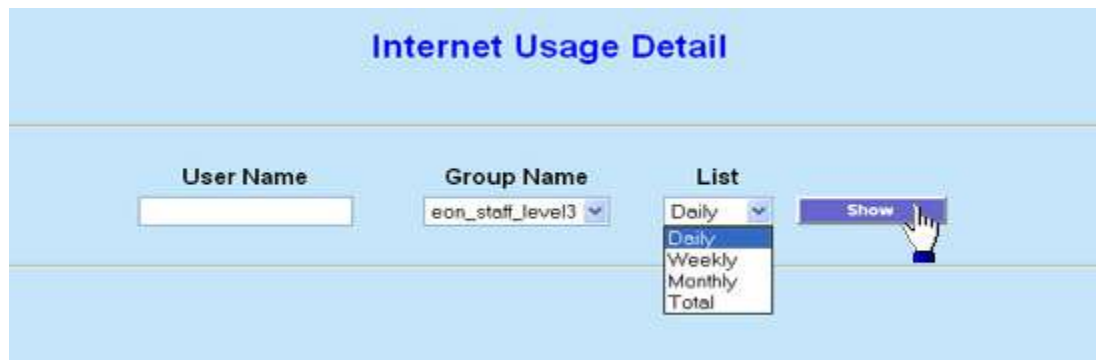 Internet Usage Detail
User Name Group Name List
eon_staff_level3 Daily Show
Daily
Weekly
Monthly
Total